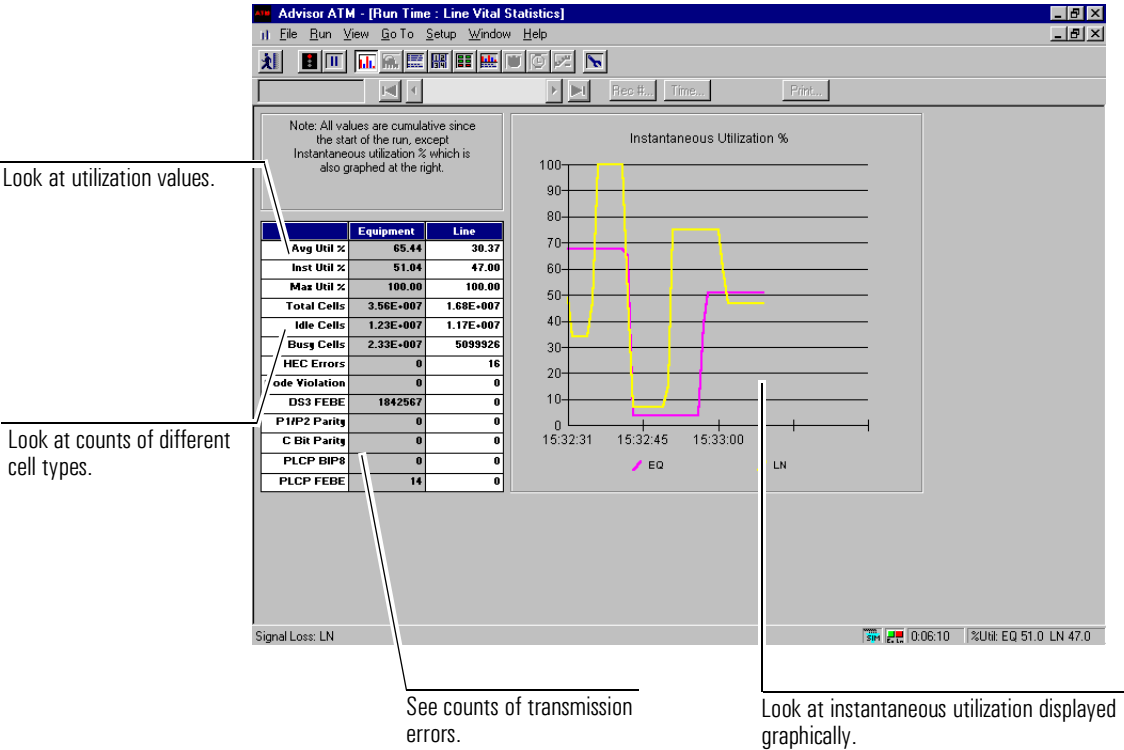 Advisor ATM - [Run Time : Line Vital Statistics]
File Run View Go To Setup Window Help
Rec #... Time... Print...
Note: All values are cumulative since
the start of the run, except
Instantaneous utilization % which is
also graphed at the right.
Look at utilization values.
Equipment Line
Avg Util % 65.44 30.37
Inst Util % 51.04 47.00
Max Util % 100.00 100.00
Total Cells 3.56E+007 1.68E+007
Idle Cells 1.23E+007 1.17E+007
Busy Cells 2.33E+007 5099926
HEC Errors 0 16
ode Violation 0 0
DS3 FEBE 1842567 0
P1/P2 Parity 0 0
C Bit Parity 0 0
PLCP BIP8 0 0
PLCP FEBE 14 0
Look at counts of different
cell types.
Instantaneous Utilization %
100
90
80
70
60
50
40
30
20
10
0
15:32:31 15:32:45 15:33:00
EQ LN
Signal Loss: LN
SIM Ex Ln 0:06:10 %Util: EQ 51.0 LN 47.0
See counts of transmission
errors.
Look at instantaneous utilization displayed
graphically.